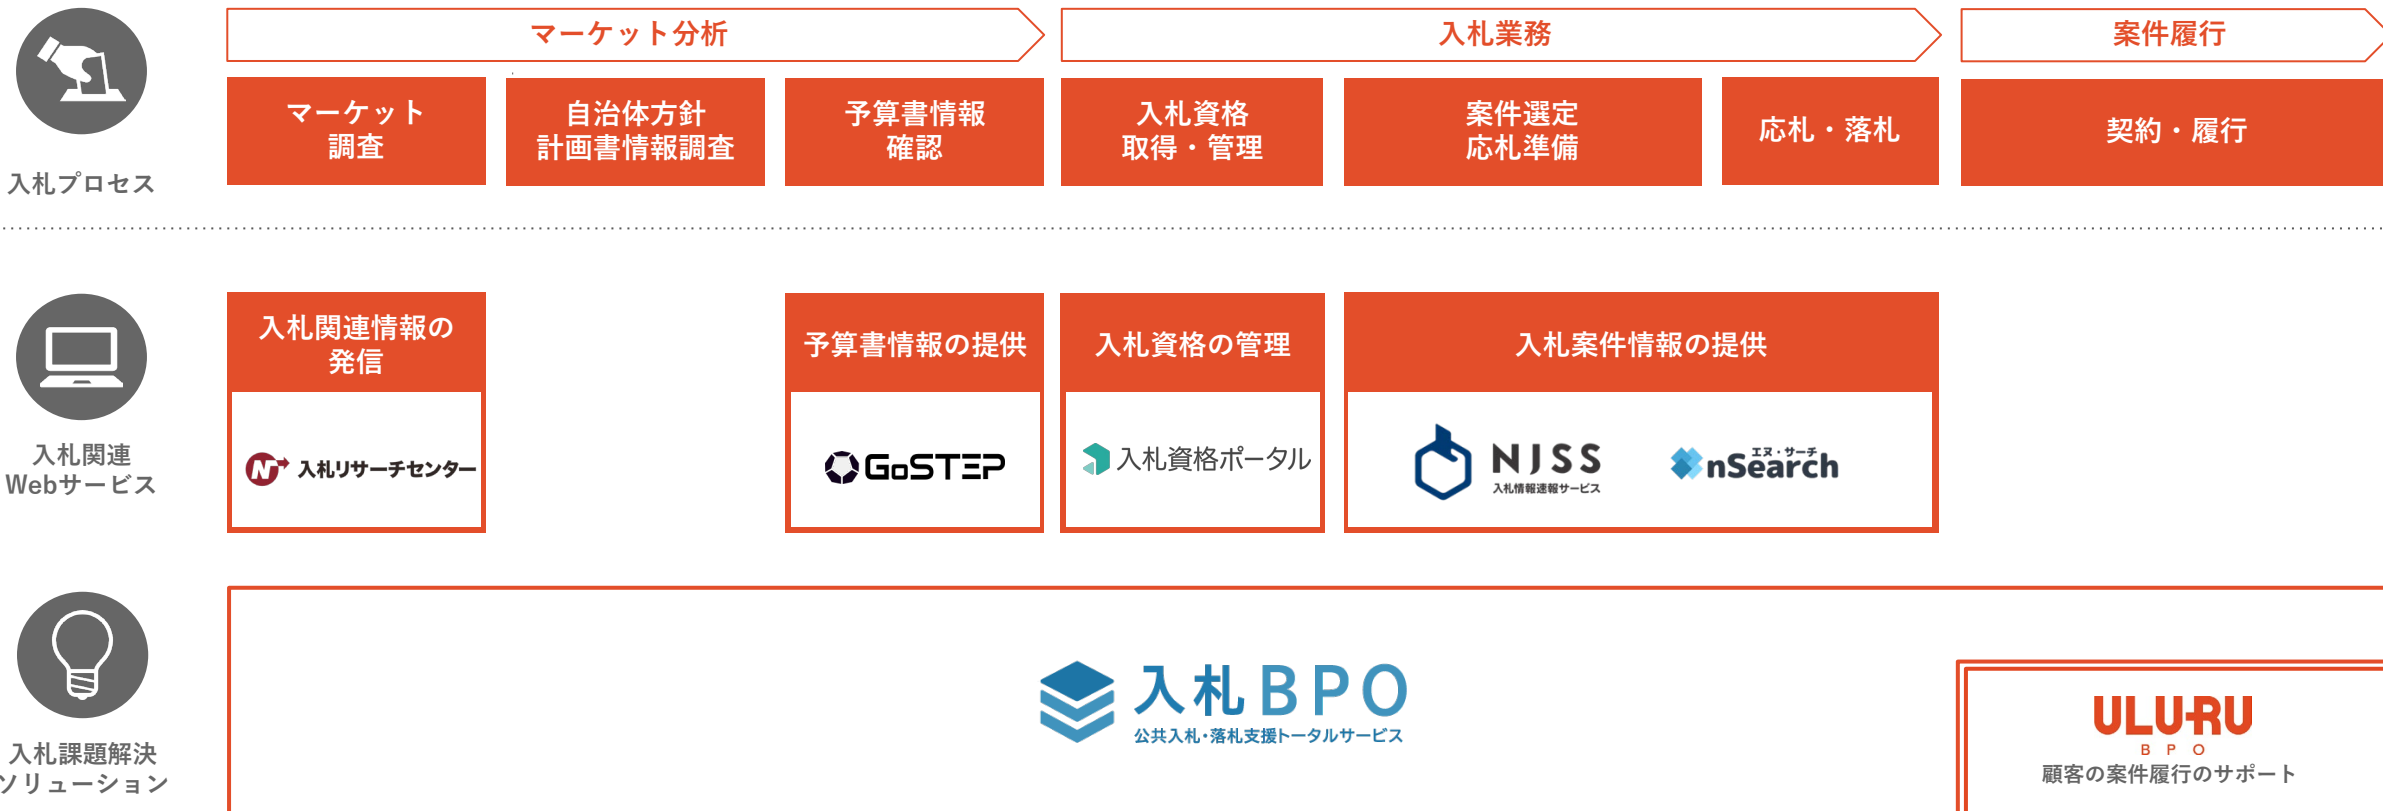 マーケット分析
入札業務
案件履行
マーケット
調査
自治体方針
計画書情報調査
予算書情報
確認
入札資格
取得・管理
案件選定
応札準備
応札・落札
契約・履行
入札プロセス
入札関連情報の
発信
予算書情報の提供
入札資格の管理
入札案件情報の提供
入札リサーチセンター
GoSTEP
入札資格ポータル
NJSS
入札情報速報サービス
エヌ・サーチ
nSearch
入札関連
Webサービス
入札BPO
公共入札・落札支援トータルサービス
ULURU
BPO
顧客の案件履行のサポート
入札課題解決
ソリューション